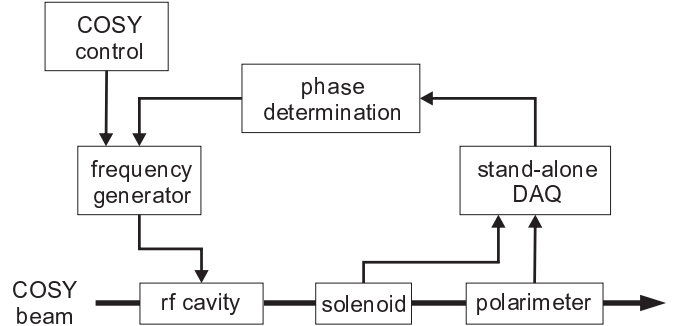 COSY
control
phase
determination
frequency
generator
stand-alone
DAQ
COSY
beam
rf cavity
solenoid
polarimeter